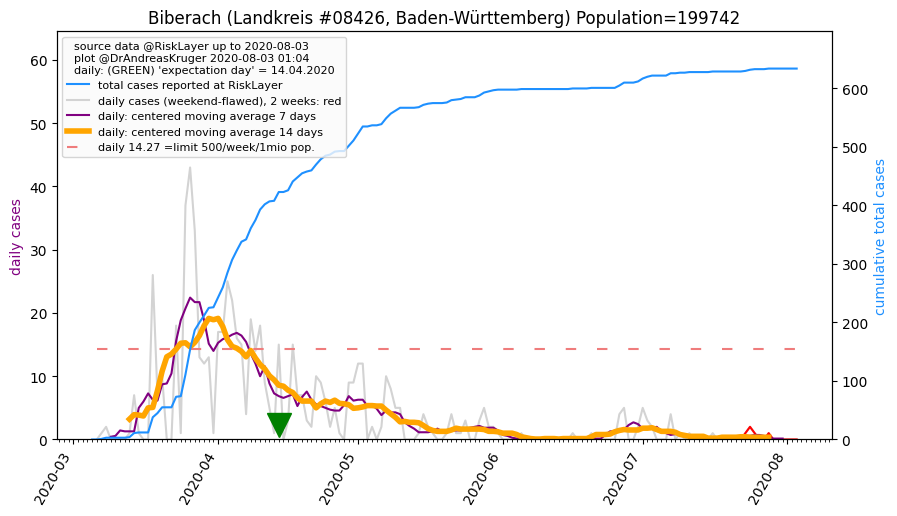 Biberach (Landkreis #08426, Baden-Württemberg) Population=199742
source data @RiskLayer up to 2020-08-03
plot @DrAndreasKruger 2020-08-03 01:04
daily: (GREEN) 'expectation day' = 14.04.2020
total cases reported at RiskLayer
daily cases (weekend-flawed), 2 weeks: red
daily: centered moving average 7 days
daily: centered moving average 14 days
daily 14.27 =limit 500/week/1mio pop.
daily cases
60
50
40
30
20
10
0
cumulative total cases
600
500
400
300
200
100
0
2020-03
2020-04
2020-05
2020-06
2020-07
2020-08